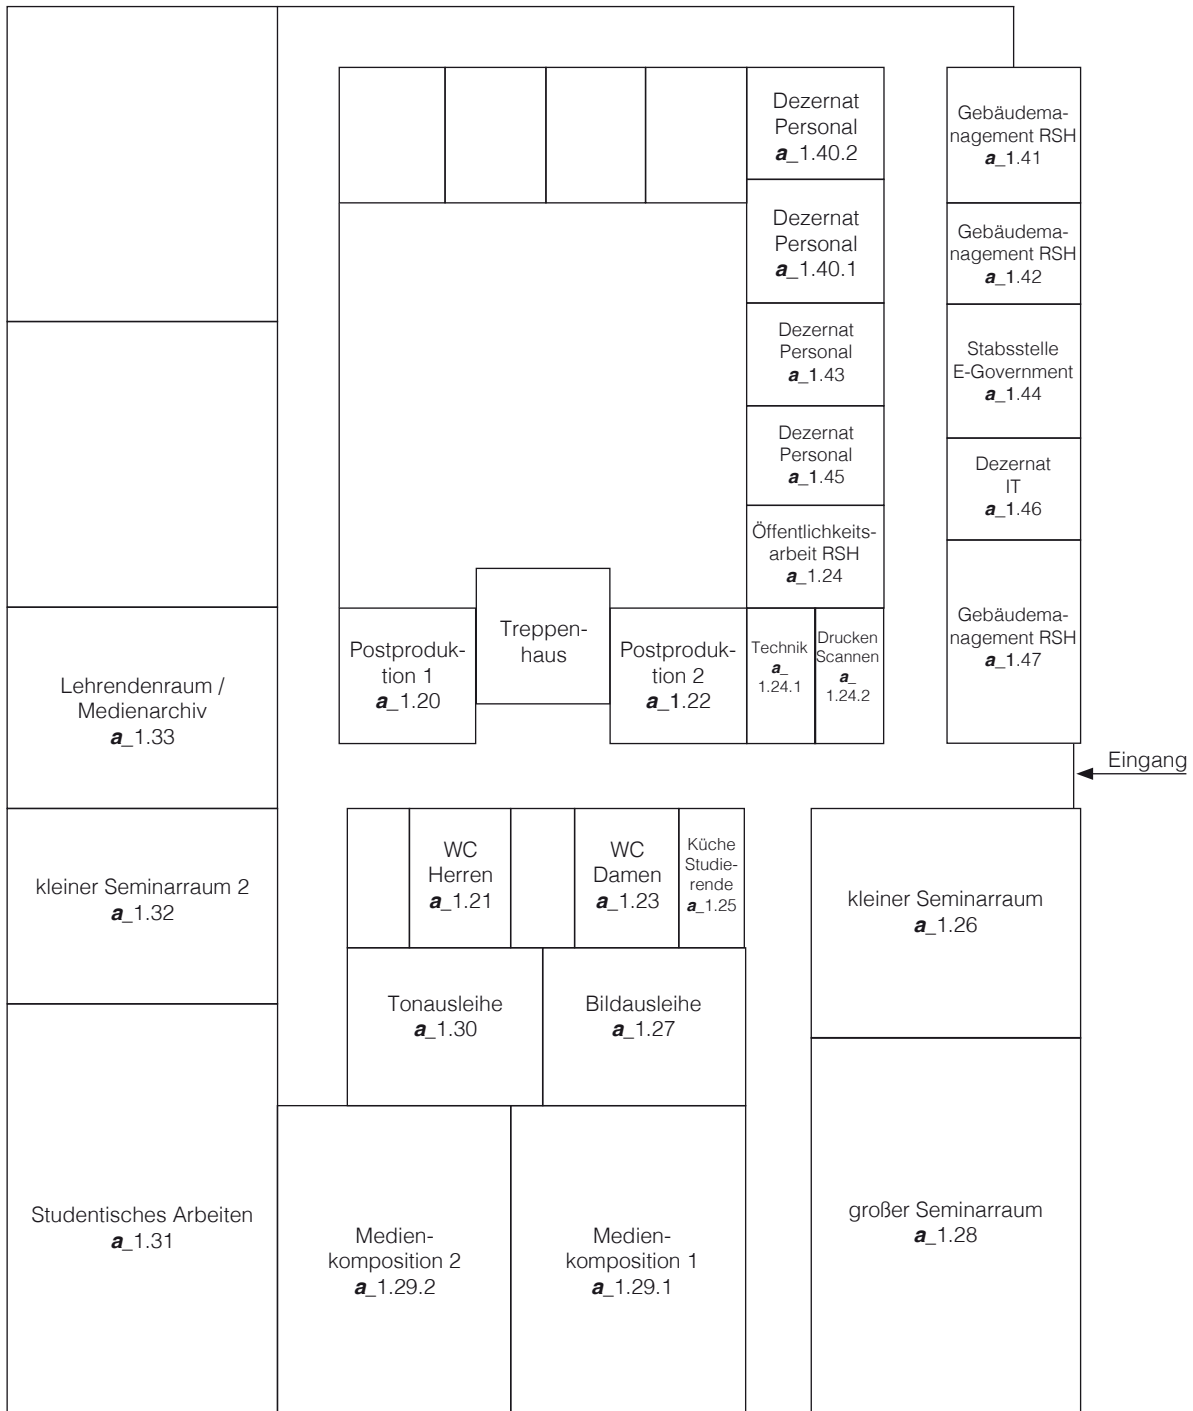 Dezernat
Personal
a_1.40.2
Gebäudema-
nagement RSH
a_1.41
Dezernat
Personal
a_1.40.1
Gebäudema-
nagement RSH
a_1.42
Dezernat
Personal
a_1.43
Stabsstelle
E-Government
a_1.44
Dezernat
Personal
a_1.45
Dezernat
IT
a_1.46
Öffentlichkeits-
arbeit RSH
a_1.24
Gebäudema-
nagement RSH
a_1.47
Treppen-
haus
Postproduk-
tion 1
a_1.20
Postproduk-
tion 2
a_1.22
Technik
a_
1.24.1
Drucken
Scannen
a_
1.24.2
Lehrendenraum /
Medienarchiv
a_1.33
Eingang
kleiner Seminarraum 2
a_1.32
WC
Herren
a_1.21
WC
Damen
a_1.23
Küche
Studie-
rende
a_1.25
kleiner Seminarraum
a_1.26
Tonausleihe
a_1.30
Bildausleihe
a_1.27
Studentisches Arbeiten
a_1.31
Medien-
komposition 2
a_1.29.2
Medien-
komposition 1
a_1.29.1
großer Seminarraum
a_1.28